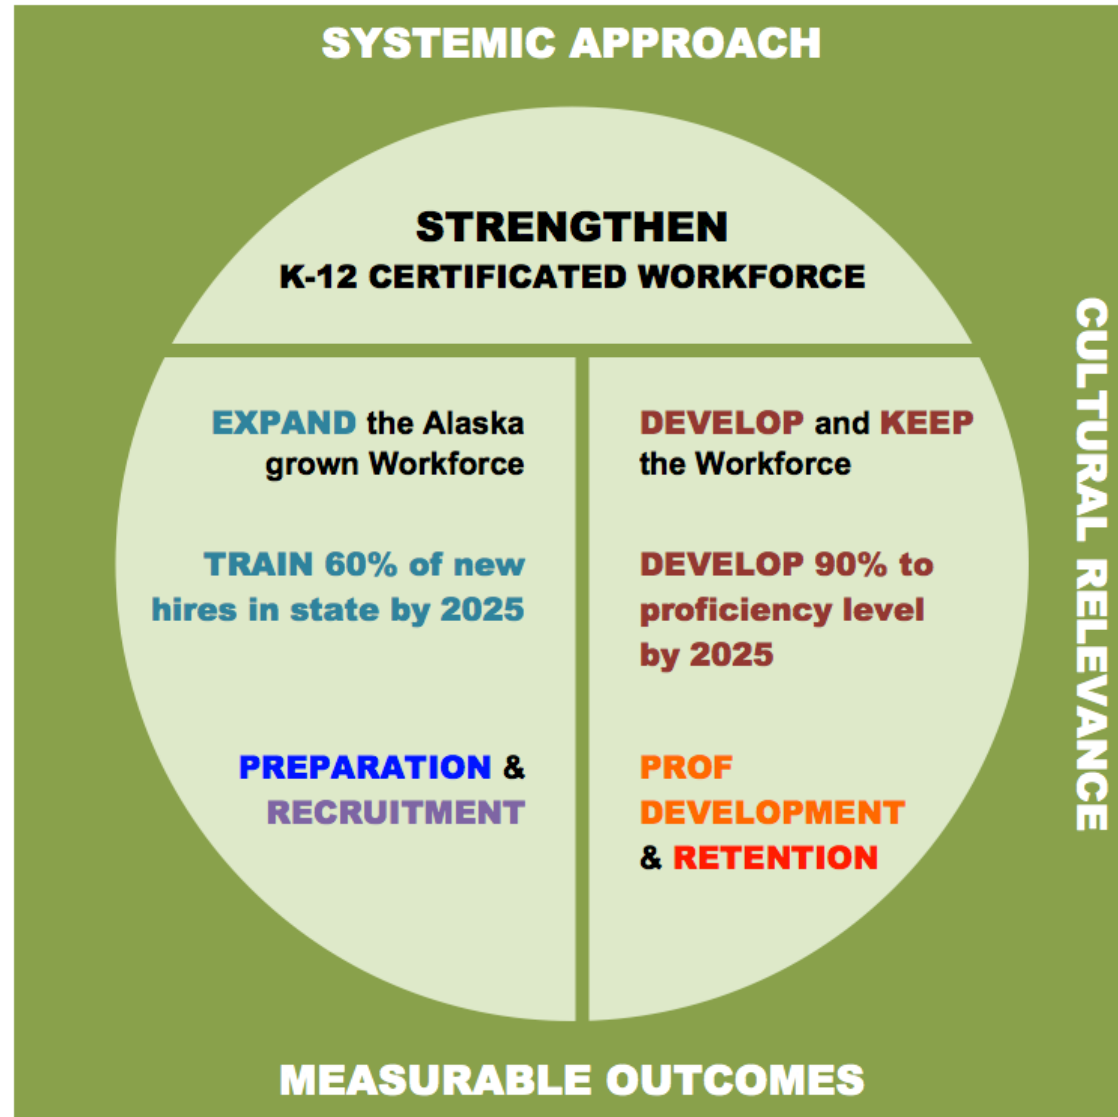 SYSTEMIC APPROACH
STRENGTHEN
K-12 CERTIFICATED WORKFORCE
EXPAND the Alaska
grown Workforce
TRAIN 60% of new
hires in state by 2025
PREPARATION &
RECRUITMENT
DEVELOP and KEEP
the Workforce
DEVELOP 90% to
proficiency level
by 2025
PROF
DEVELOPMENT
& RETENTION
CULTURAL RELEVANCE
MEASURABLE OUTCOMES